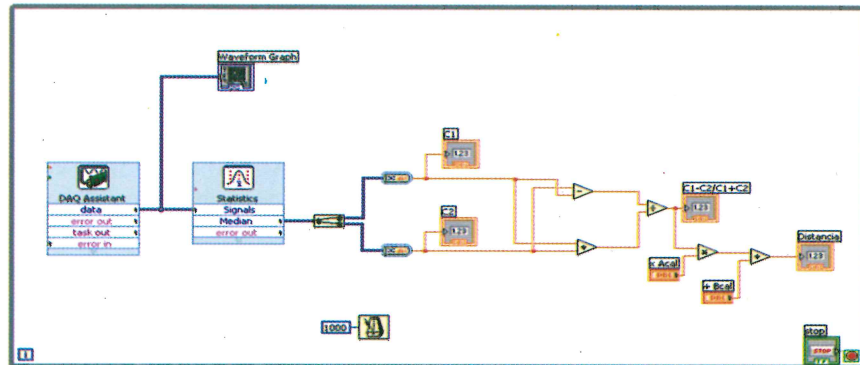 Waveform Graph
C1
DAQ Assistant
data
error out
task out
error in
Statistics
Signals
Median
error out
C1-C2/C1+C2
C2
Distancia
x Acal
+ Bcal
1000
stop
STOP
i